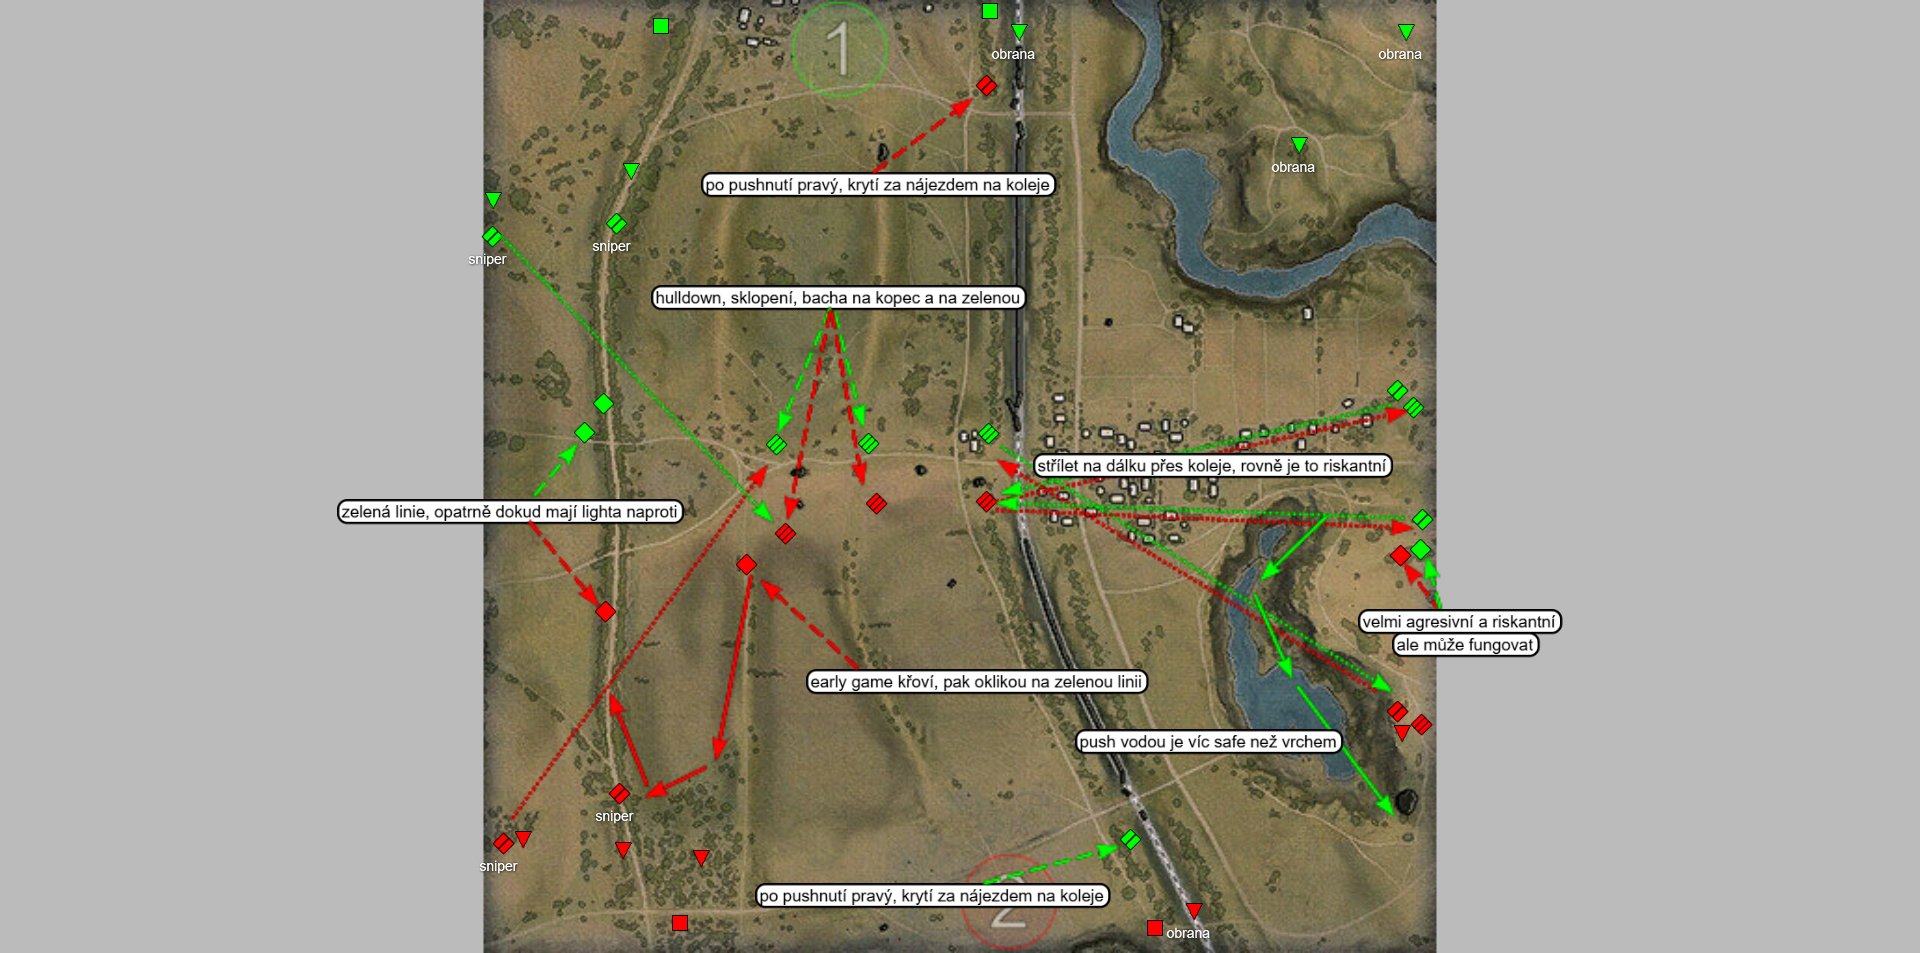 1
obrana
obrana
obrana
po pushnutí pravý, krytí za nájezdem na koleje
sniper
sniper
hulldown, sklopení, bacha na kopec a na zelenou
střílet na dálku přes koleje, rovně je to riskantní
zelená linie, opatrně dokud mají lighta naproti
velmi agresivní a riskantní
ale může fungovat
early game křoví, pak oklikou na zelenou linii
push vodou je víc safe než vrchem
sniper
sniper
po pushnutí pravý, krytí za nájezdem na koleje
2
obrana